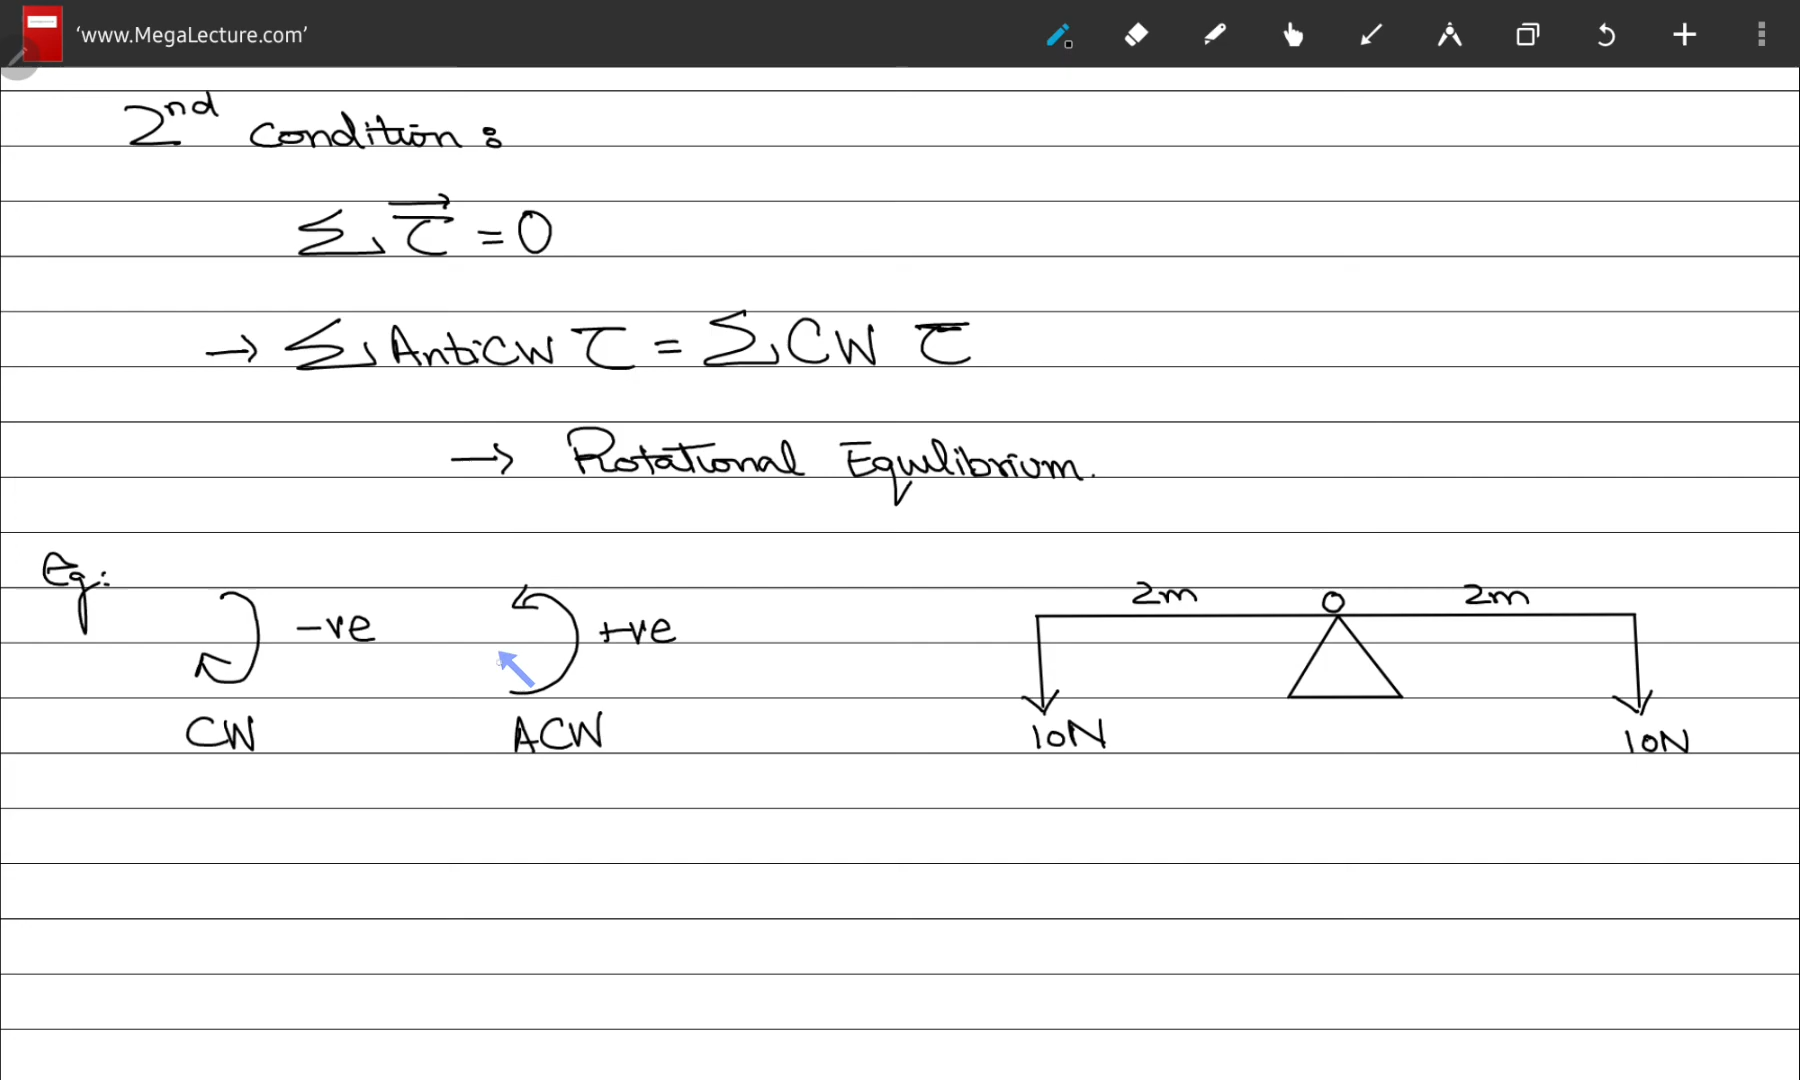 'www.MegaLecture.com'
2nd Condition :
Σ τ⃗ = 0
→ Σ AntiCW τ = Σ CW τ
→ Rotational Equilibrium.
eg:
-ve
+ve
CW
ACW
2m O 2m
10N
10N